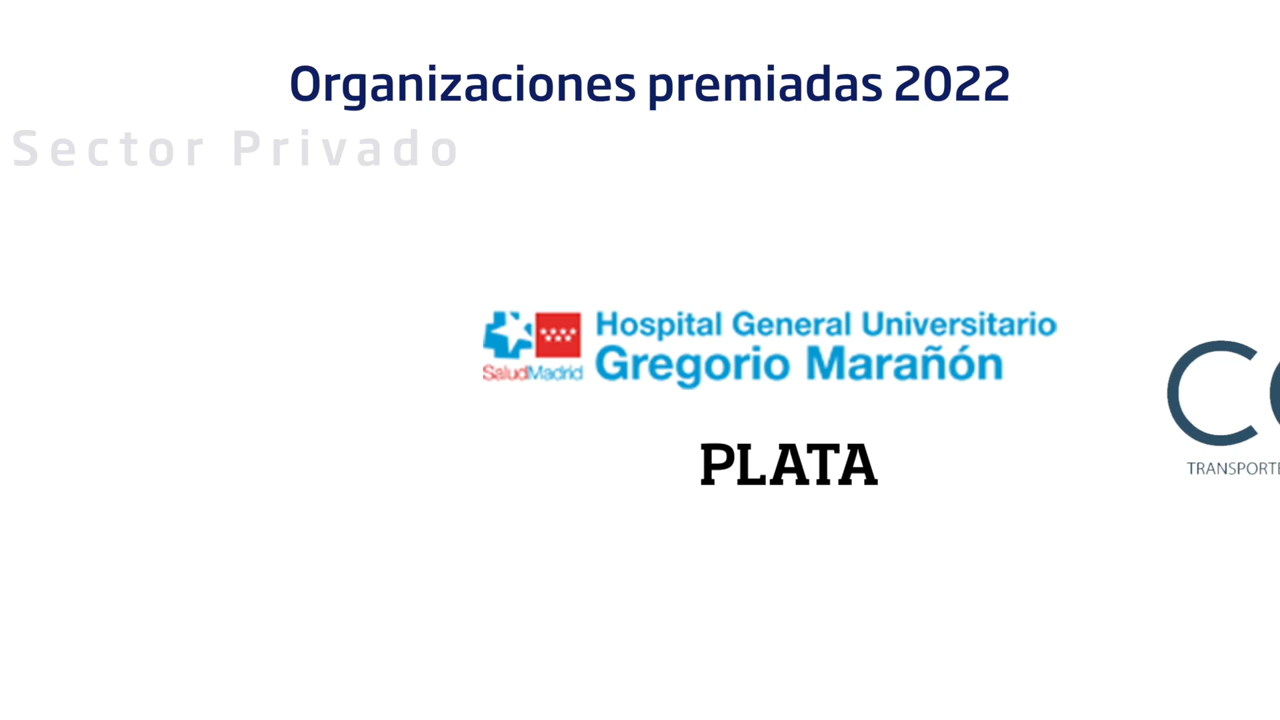 Organizaciones premiadas 2022
Sector Privado
Hospital General Universitario
Gregorio Marañón
SaludMadrid
PLATA